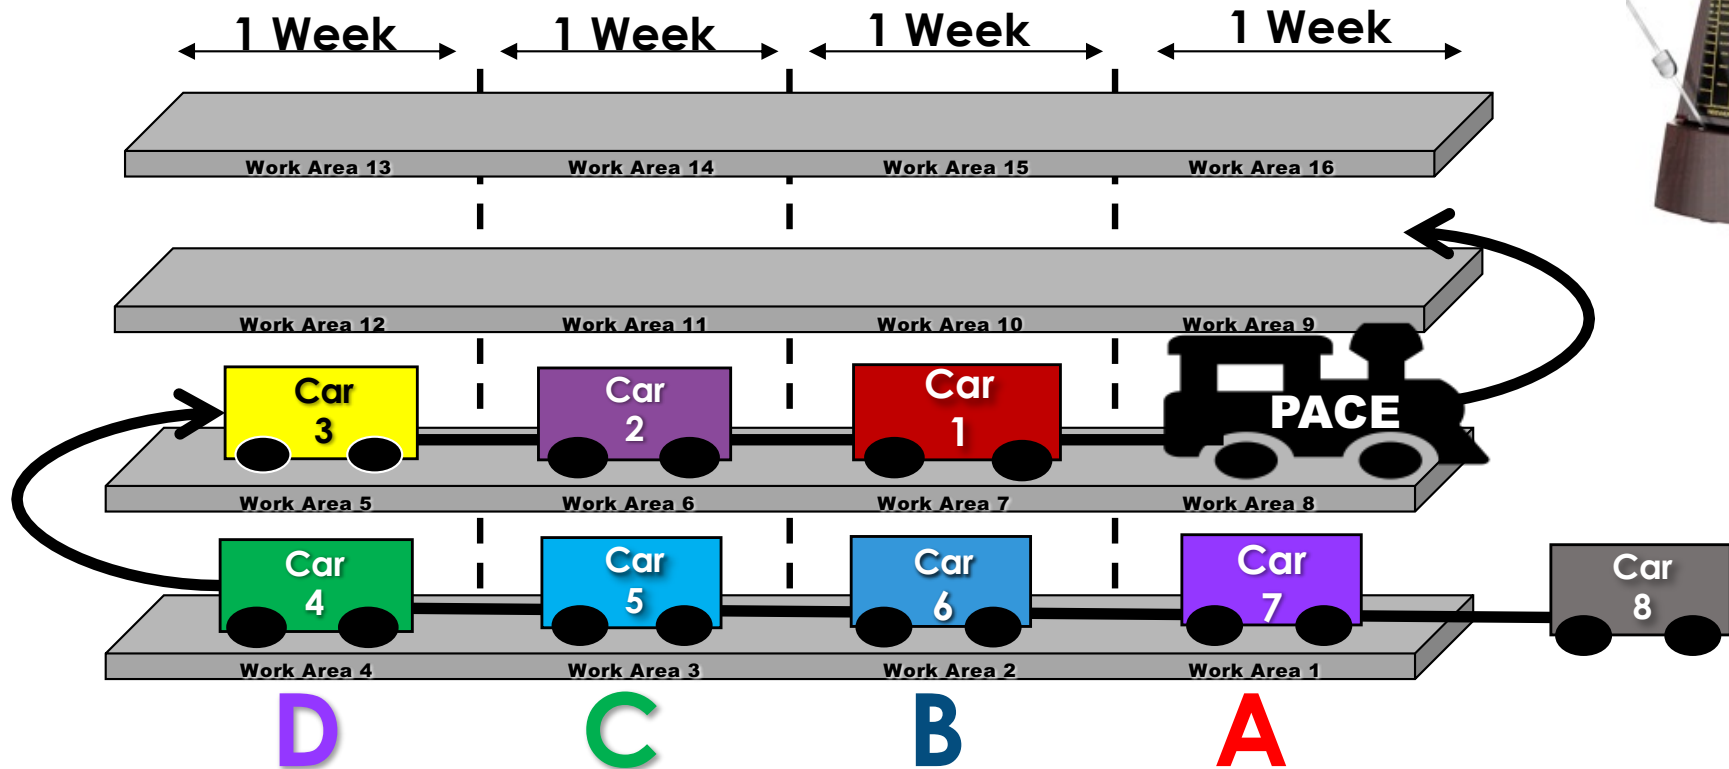 1 Week
1 Week
1 Week
1 Week
Work Area 13
Work Area 14
Work Area 15
Work Area 16
Work Area 12
Work Area 11
Work Area 10
Work Area 9
Car
3
Car
2
Car
1
PACE
Work Area 5
Work Area 6
Work Area 7
Work Area 8
Car
4
Car
5
Car
6
Car
7
Car
8
Work Area 4
Work Area 3
Work Area 2
Work Area 1
D
C
B
A